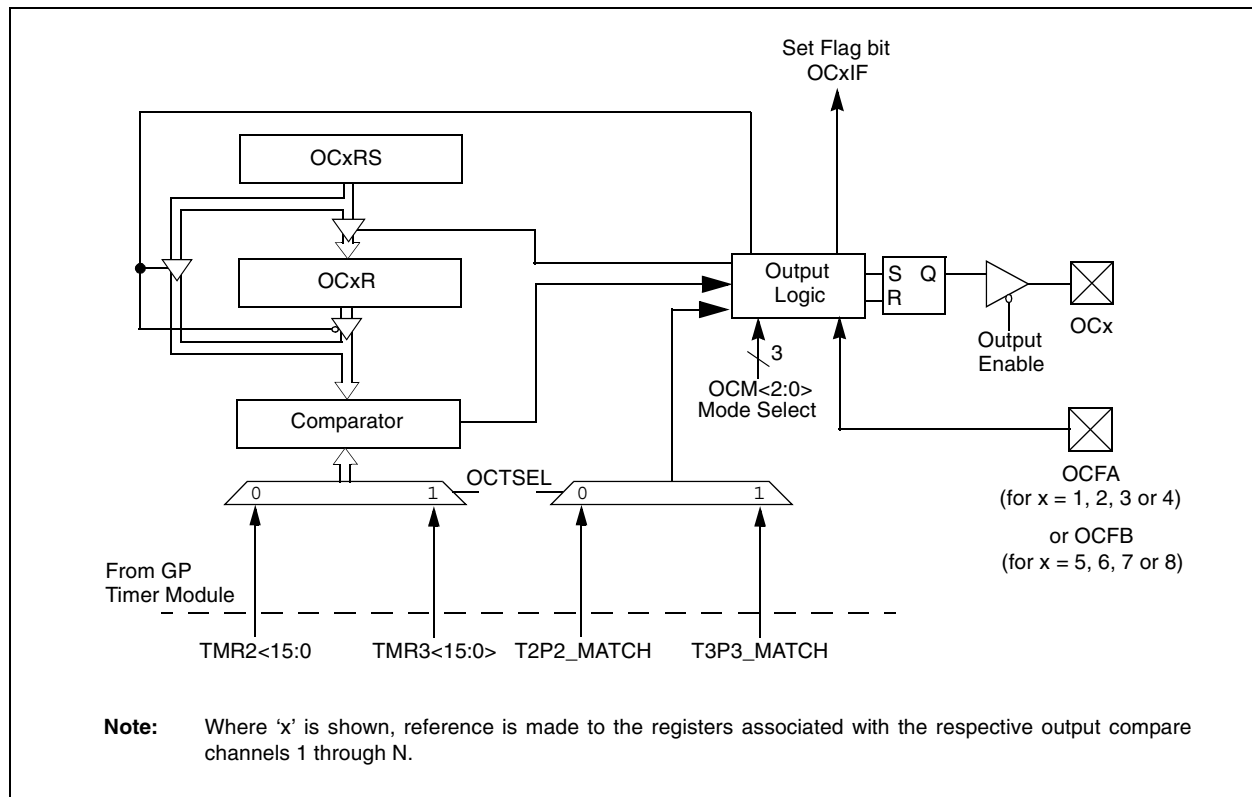 Set Flag bit
OCxIF
OCxRS
OCxR
Output
Logic
S Q
R
OCx
Output
Enable
3
OCM<2:0>
Mode Select
Comparator
OCTSEL
0 1
0 1
OCFA
(for x = 1, 2, 3 or 4)
or OCFB
(for x = 5, 6, 7 or 8)
From GP
Timer Module
TMR2<15:0 TMR3<15:0> T2P2_MATCH T3P3_MATCH
Note: Where ‘x’ is shown, reference is made to the registers associated with the respective output compare
channels 1 through N.